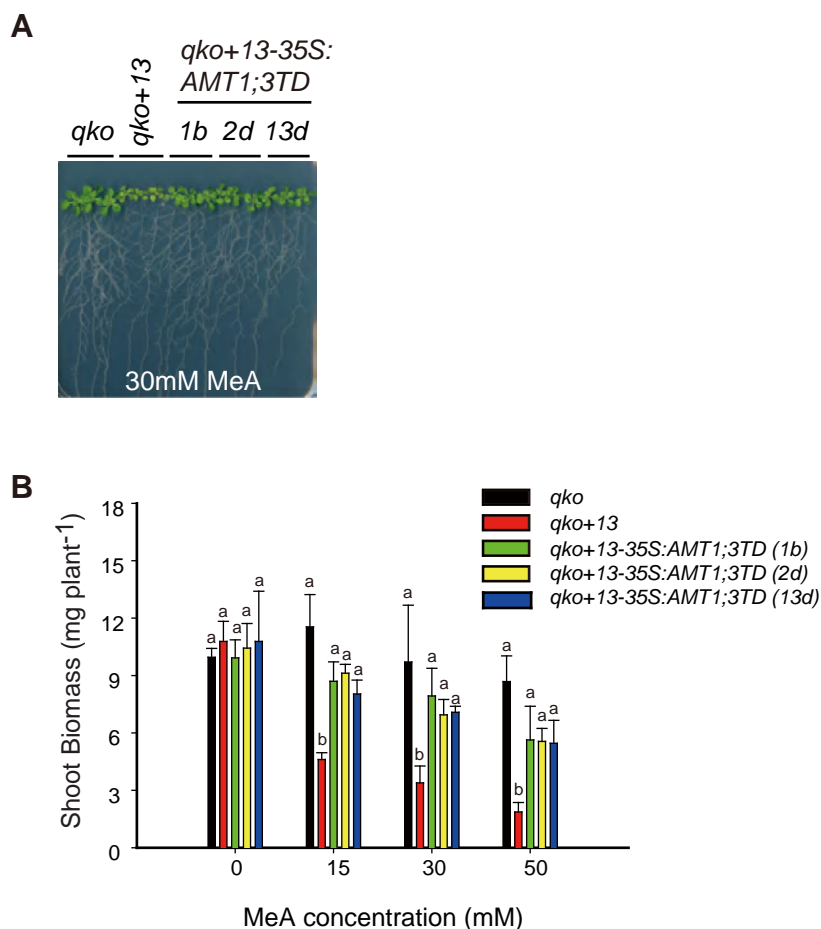 A
qko+13-35S:
AMT1;3TD
qko qko+13 1b 2d 13d
30mM MeA
B
18
15
12
9
6
3
0
Shoot Biomass (mg plant-1)
qko
qko+13
qko+13-35S:AMT1;3TD (1b)
qko+13-35S:AMT1;3TD (2d)
qko+13-35S:AMT1;3TD (13d)
a a a a a
a b a a a
a b a a a
a b a a a
0 15 30 50
MeA concentration (mM)